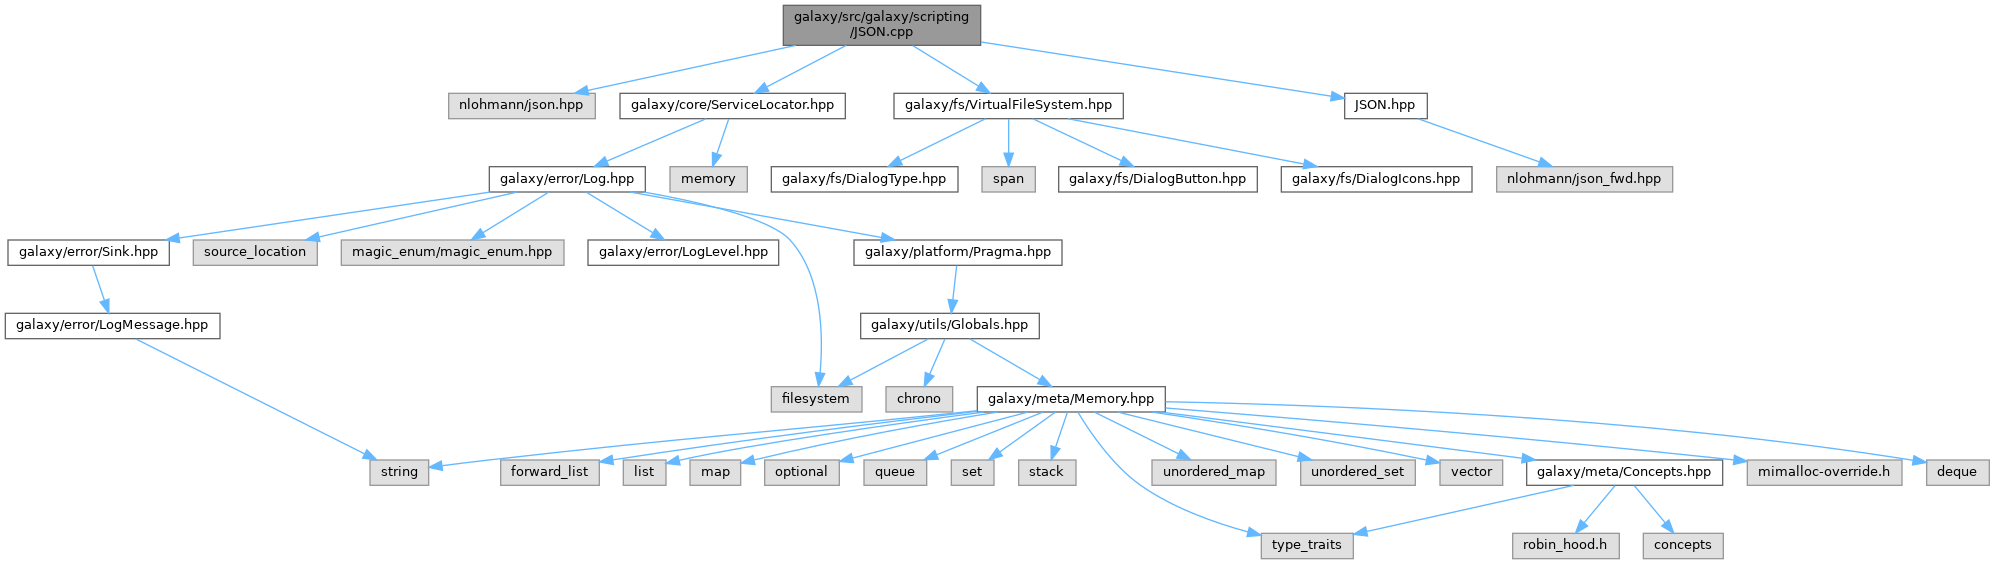 galaxy/src/galaxy/scripting
/JSON.cpp
nlohmann/json.hpp
galaxy/core/ServiceLocator.hpp
galaxy/fs/VirtualFileSystem.hpp
JSON.hpp
galaxy/error/Log.hpp
memory
galaxy/fs/DialogType.hpp
span
galaxy/fs/DialogButton.hpp
galaxy/fs/DialogIcons.hpp
nlohmann/json_fwd.hpp
galaxy/error/Sink.hpp
source_location
magic_enum/magic_enum.hpp
galaxy/error/LogLevel.hpp
galaxy/platform/Pragma.hpp
galaxy/error/LogMessage.hpp
galaxy/utils/Globals.hpp
filesystem
chrono
galaxy/meta/Memory.hpp
string
forward_list
list
map
optional
queue
set
stack
unordered_map
unordered_set
vector
galaxy/meta/Concepts.hpp
mimalloc-override.h
deque
type_traits
robin_hood.h
concepts